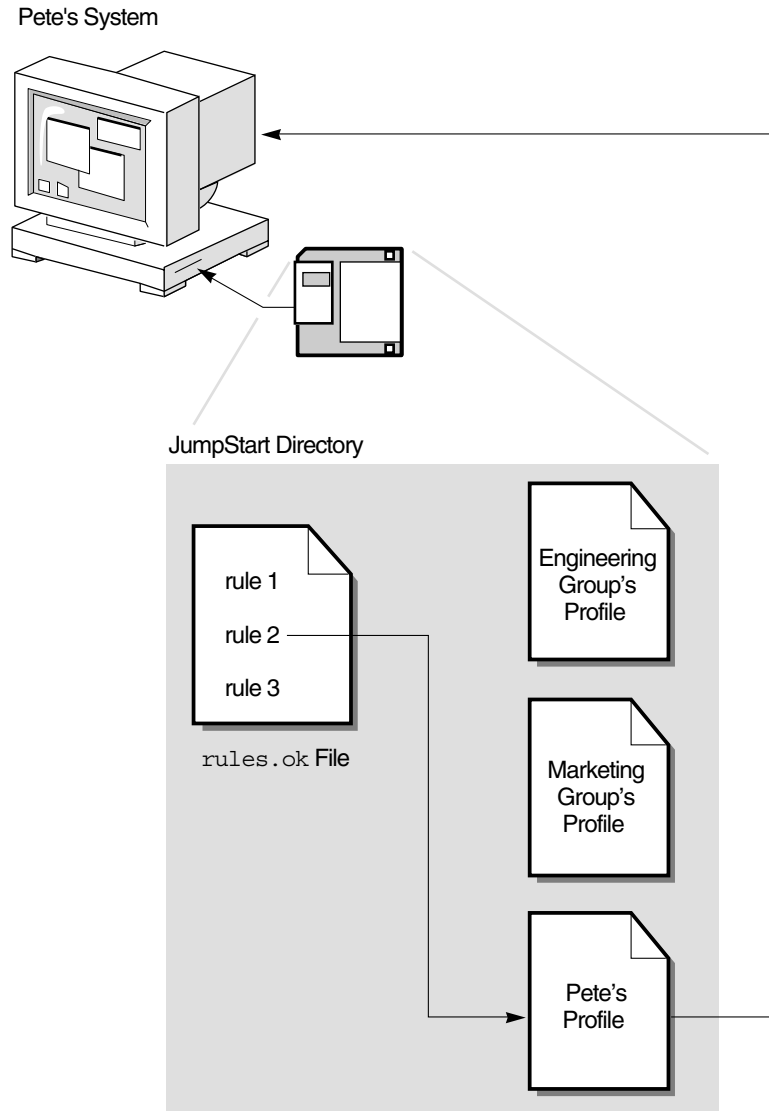 Pete's System
JumpStart Directory
rule 1
rule 2
rule 3
rules.ok File
Engineering
Group's
Profile
Marketing
Group's
Profile
Pete's
Profile